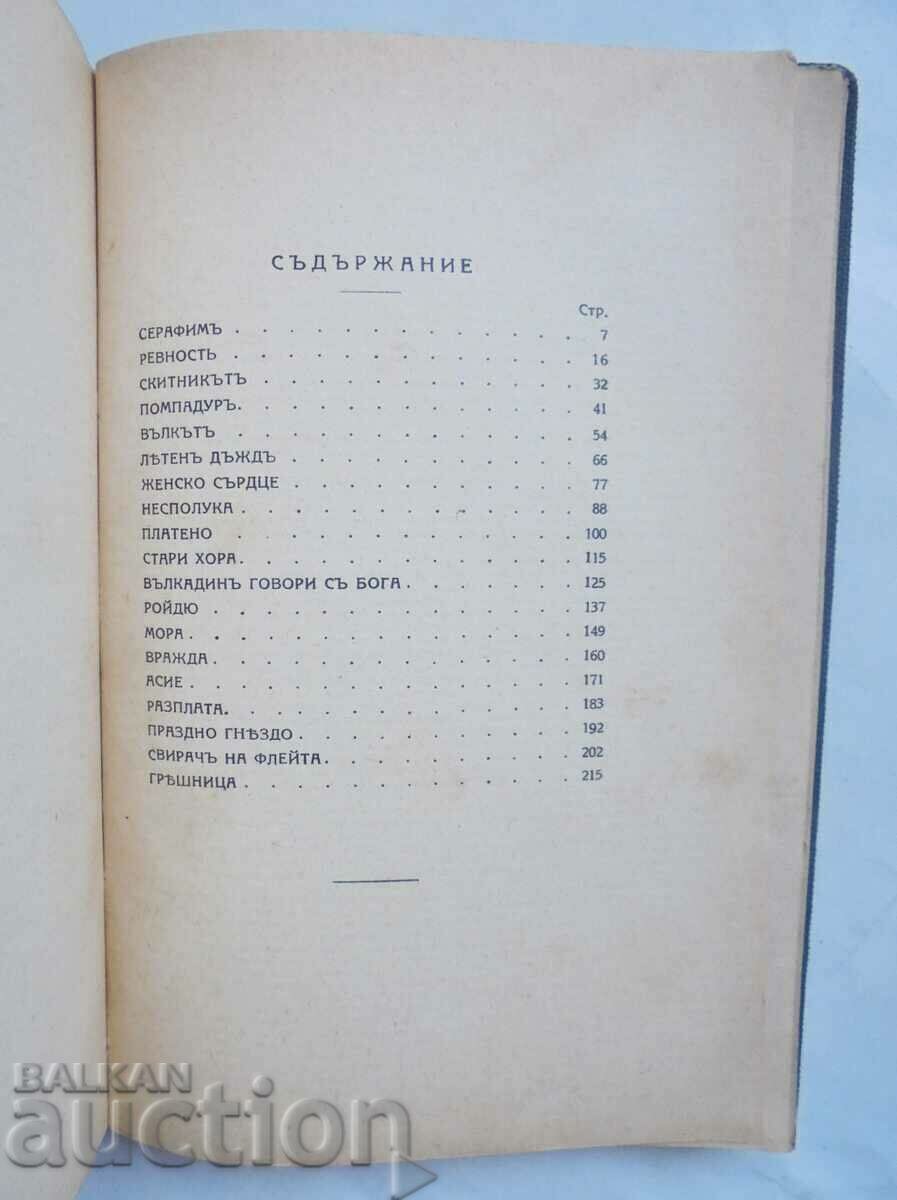 СЪДЪРЖАНИЕ
Стр.
СЕРАФИМЪ . . . . . . . . . . . . . 7
РЕВНОСТЬ . . . . . . . . . . . . . 16
СКИТНИКЪТЪ . . . . . . . . . . . . 32
ПОМПАДУРЪ. . . . . . . . . . . . . 41
ВЪЛКЪТЪ . . . . . . . . . . . . . 54
ЛѢТЕНЪ ДЪЖДЪ . . . . . . . . . . . 66
ЖЕНСКО СЪРДЦЕ . . . . . . . . . . 77
НЕСПОЛУКА . . . . . . . . . . . . 88
ПЛАТЕНО . . . . . . . . . . . . . 100
СТАРИ ХОРА. . . . . . . . . . . . 115
ВЪЛКАДИНЪ ГОВОРИ СЪ БОГА . . . . . . 125
РОЙДЮ . . . . . . . . . . . . . . 137
МОРА . . . . . . . . . . . . . . 149
ВРАЖДА . . . . . . . . . . . . . 160
АСИЕ . . . . . . . . . . . . . . 171
РАЗПЛАТА. . . . . . . . . . . . . 183
ПРАЗДНО ГНѢЗДО . . . . . . . . . . 192
СВИРАЧЪ НА ФЛЕЙТА. . . . . . . . . 202
ГРѢШНИЦА . . . . . . . . . . . . 215
BALKAN
auction